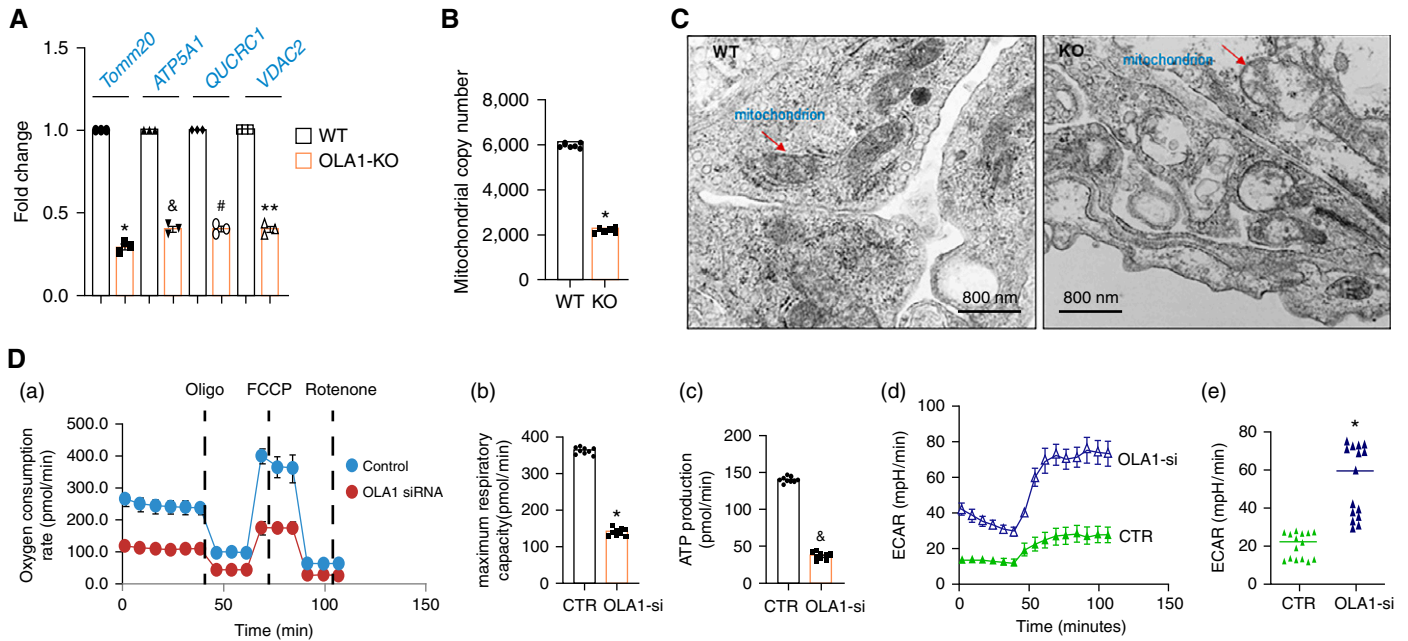 A
Fold change
1.5
1.0
0.5
0.0
Tomm20
ATP5A1
QUCRC1
VDAC2
*
&
#
**
WT
OLA1-KO
B
Mitochondrial copy number
8,000
6,000
4,000
2,000
0
*
WT KO
C
WT
mitochondrion
800 nm
KO
mitochondrion
800 nm
D
(a)
Oligo FCCP Rotenone
Oxygen consumption
rate (pmol/min)
500.0
400.0
300.0
200.0
100.0
0.0
0 50 100 150
Time (min)
Control
OLA1 siRNA
(b)
maximum respiratory
capacity(pmol/min)
400
300
200
100
0
*
CTR OLA1-si
(c)
ATP production
(pmol/min)
200
150
100
50
0
&
CTR OLA1-si
(d)
ECAR (mpH/min)
100
80
60
40
20
0
0 50 100 150
Time (minutes)
OLA1-si
CTR
(e)
ECAR (mpH/min)
80
60
40
20
0
*
CTR OLA1-si